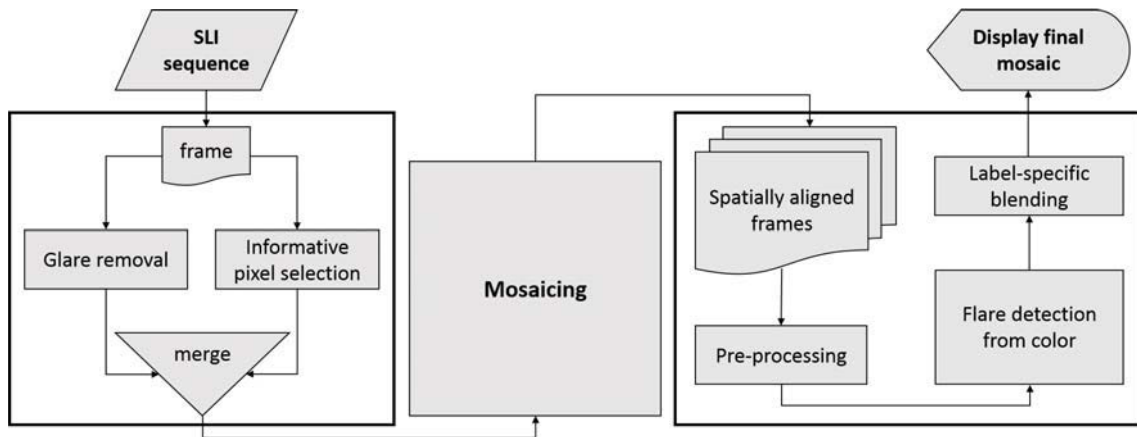 SLI
sequence
frame
Glare removal
Informative
pixel selection
merge
Mosaicing
Spatially aligned
frames
Pre-processing
Flare detection
from color
Label-specific
blending
Display final
mosaic